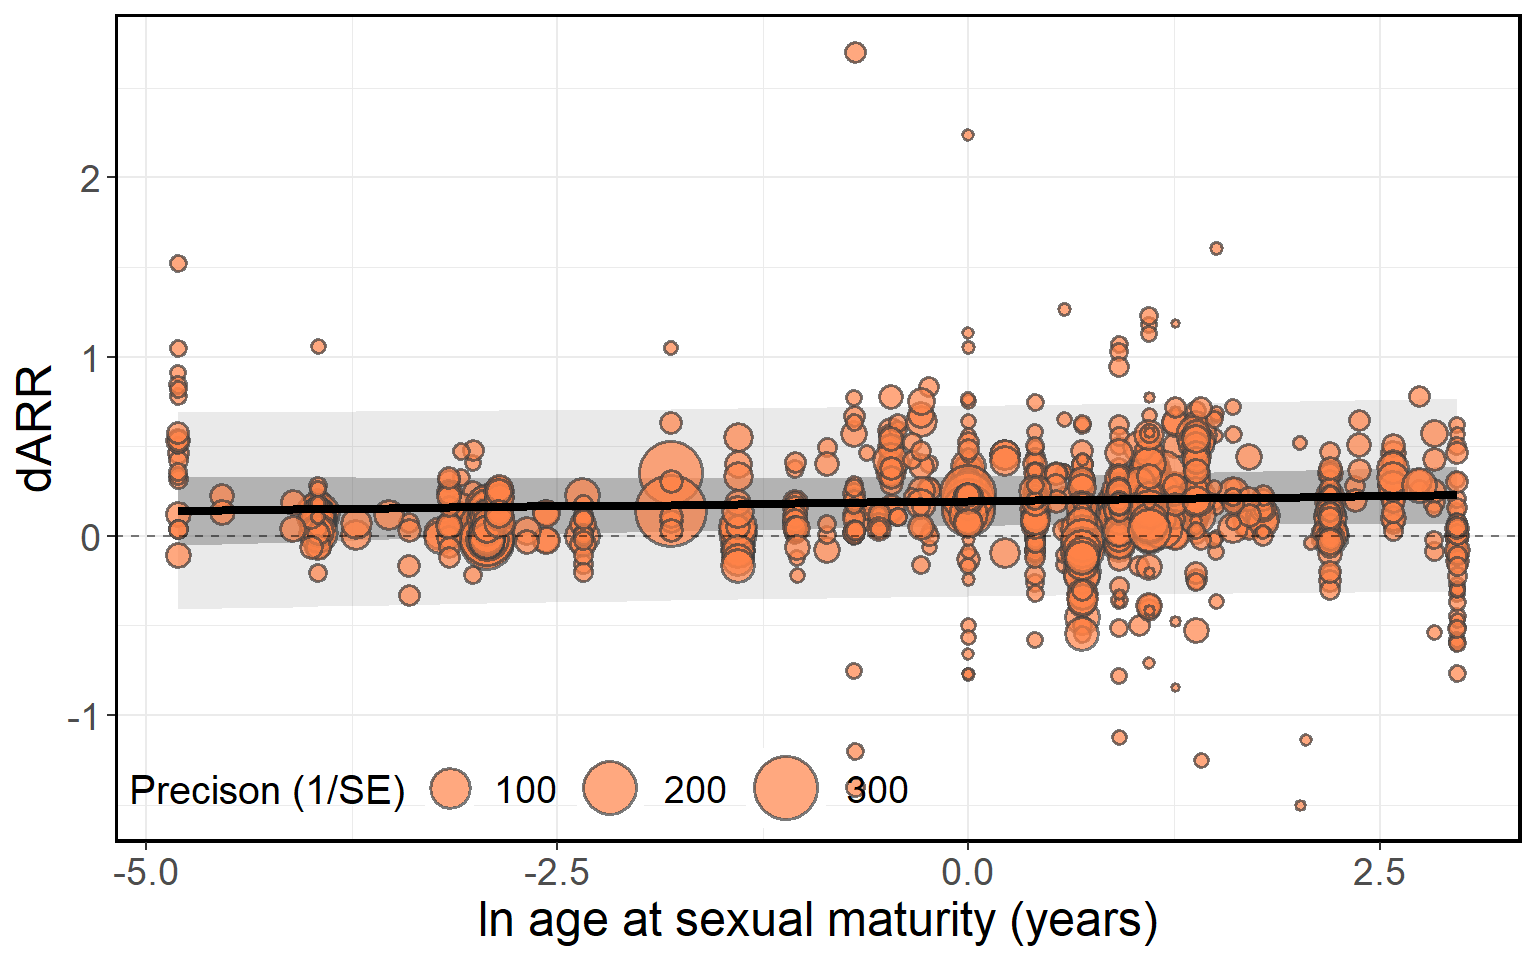 dARR
2
1
0
-1
Precison (1/SE) 100 200 300
-5.0 -2.5 0.0 2.5
ln age at sexual maturity (years)